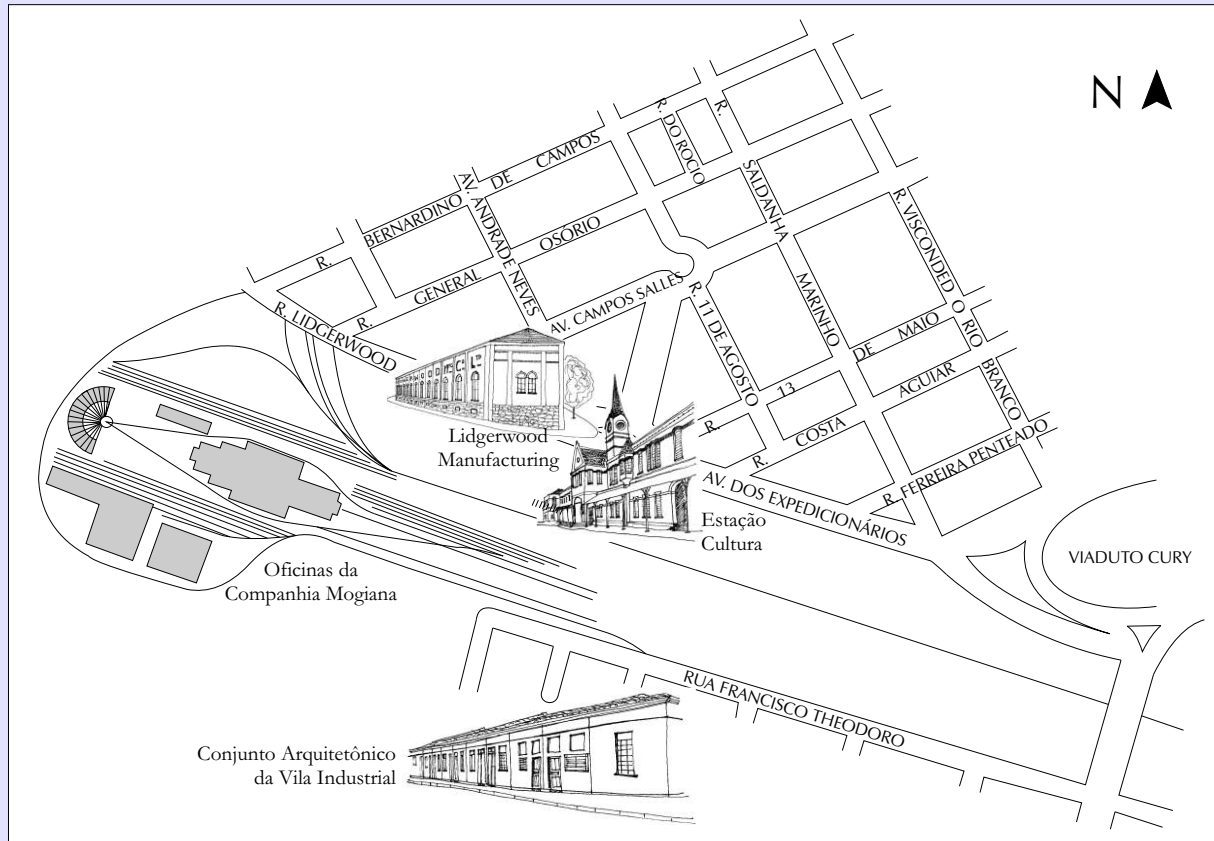 N
R. BERNARDINO DE CAMPOS
AV. ANDRADE NEVES
R. DO ROCIO
R. SALDANHA MARINHO
R. GENERAL OSÓRIO
R. LIDGERWOOD
AV. CAMPOS SALLES
R. 11 DE AGOSTO
R. VISCONDED O RIO BRANCO
R. 13 DE MAIO
R. COSTA AGUIAR
R. FERREIRA PENTEADO
AV. DOS EXPEDICIONÁRIOS
VIADUTO CURY
Lidgerwood
Manufacturing
Estação
Cultura
Oficinas da
Companhia Mogiana
RUA FRANCISCO THEODORO
Conjunto Arquitetônico
da Vila Industrial